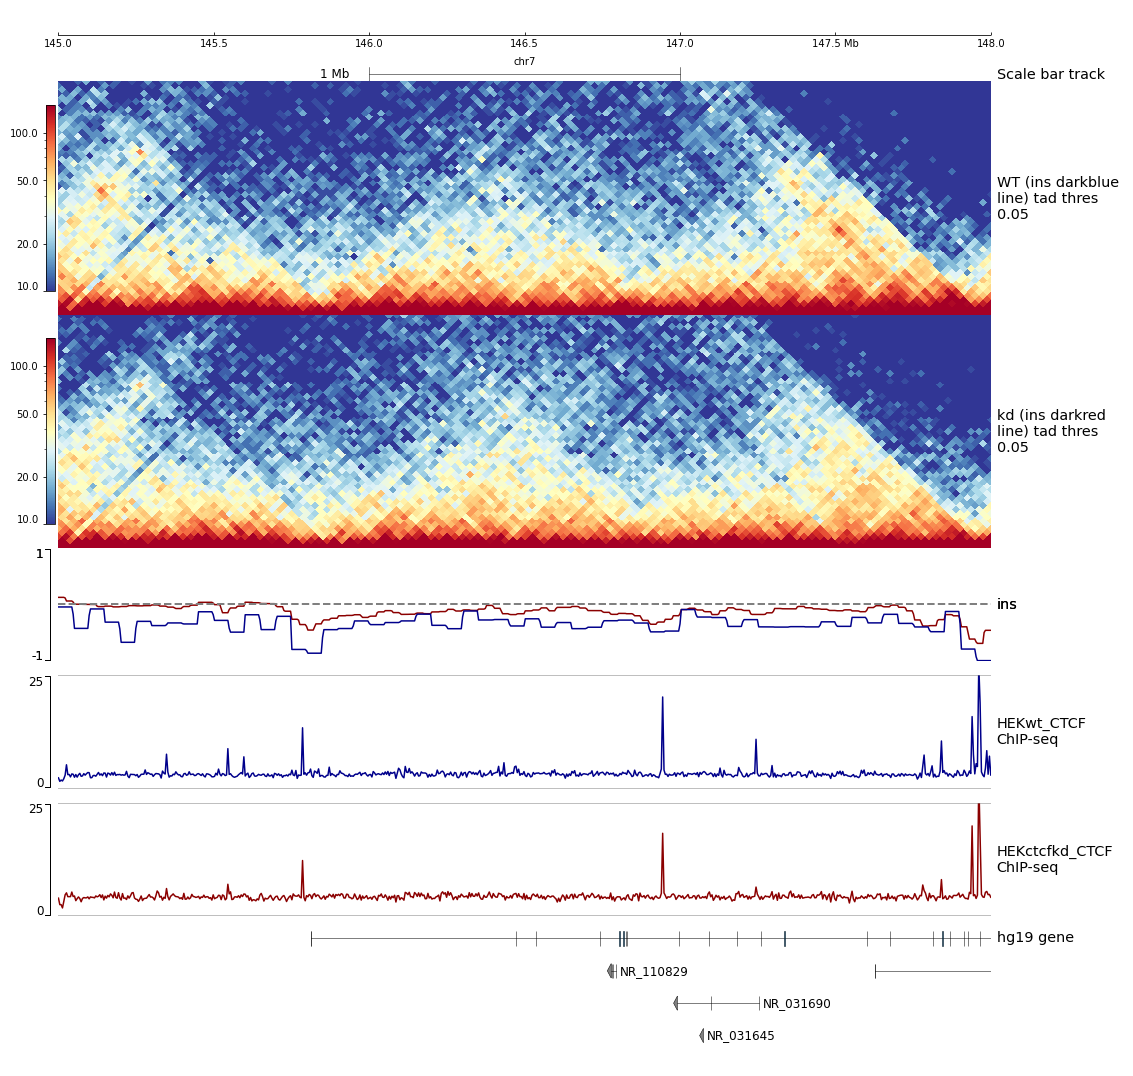 145.0 145.5 146.0 146.5 147.0 147.5 Mb 148.0
chr7
1 Mb
Scale bar track
100.0
50.0
20.0
10.0
WT (ins darkblue
line) tad thres
0.05
100.0
50.0
20.0
10.0
kd (ins darkred
line) tad thres
0.05
1
-1
ins
25
0
HEKwt_CTCF
ChIP-seq
25
0
HEKctcfkd_CTCF
ChIP-seq
hg19 gene
NR_110829
NR_031690
NR_031645